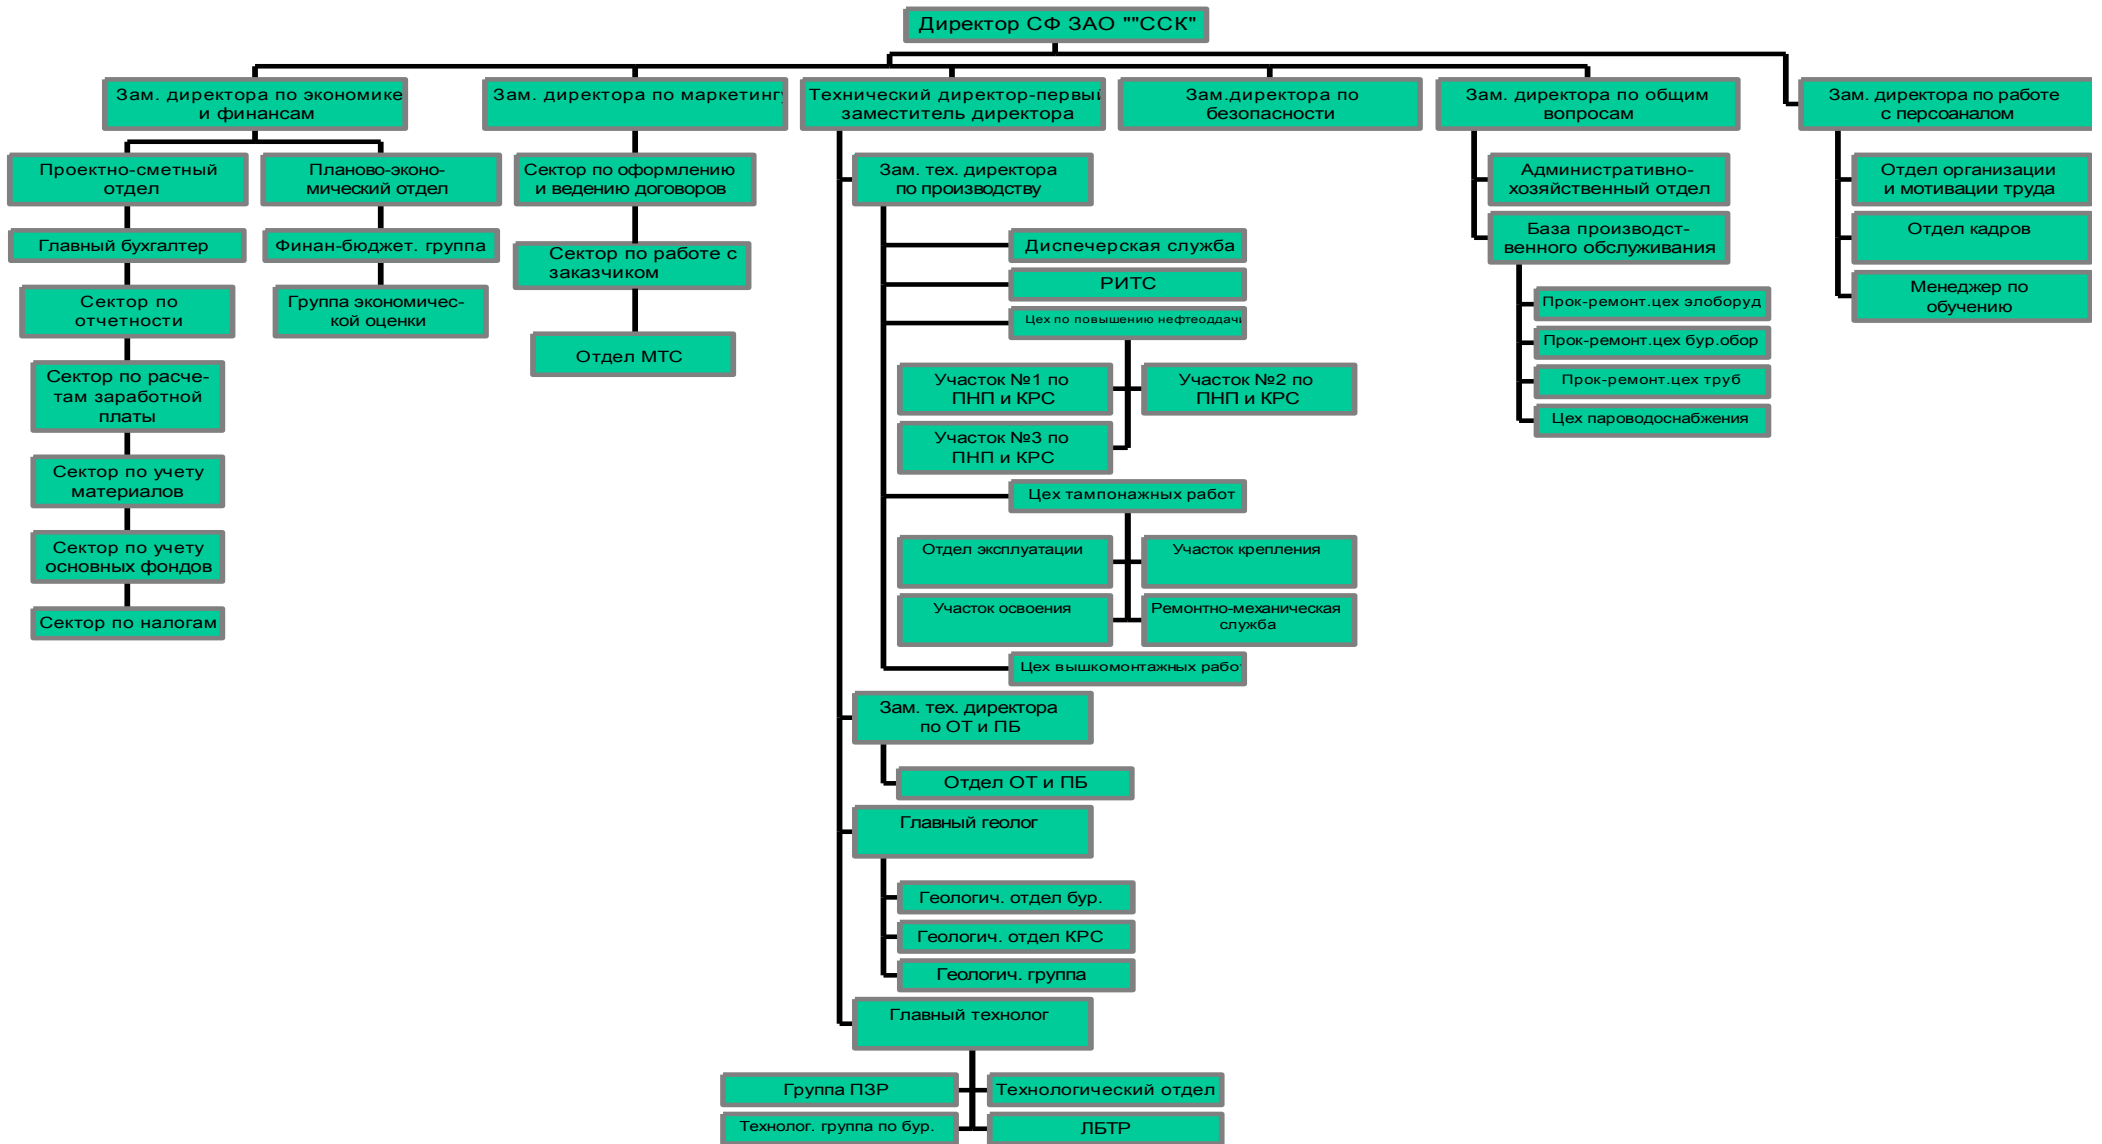 Директор СФ ЗАО ""ССК"
Зам. директора по экономике
и финансам
Зам. директора по маркетингу
Технический директор-первый
заместитель директора
Зам.директора по
безопасности
Зам. директора по общим
вопросам
Зам. директора по работе
с персоаналом
Проектно-сметный
отдел
Главный бухгалтер
Сектор по
отчетности
Сектор по расче-
там заработной
платы
Сектор по учету
материалов
Сектор по учету
основных фондов
Сектор по налогам
Планово-эконо-
мический отдел
Финан-бюджет. группа
Группа экономичес-
кой оценки
Сектор по оформлению
и ведению договоров
Сектор по работе с
заказчиком
Отдел МТС
Зам. тех. директора
по производству
Диспечерская служба
РИТС
Цех по повышению нефтеоддачи
Участок №1 по
ПНП и КРС
Участок №2 по
ПНП и КРС
Участок №3 по
ПНП и КРС
Цех тампонажных работ
Отдел эксплуатации
Участок крепления
Участок освоения
Ремонтно-механическая
служба
Цех вышкомонтажных работ
Зам. тех. директора
по ОТ и ПБ
Отдел ОТ и ПБ
Главный геолог
Геологич. отдел бур.
Геологич. отдел КРС
Геологич. группа
Главный технолог
Группа ПЗР
Технологический отдел
Технолог. группа по бур.
ЛБТР
Административно-
хозяйственный отдел
База производст-
венного обслуживания
Прок-ремонт.цех элоборуд
Прок-ремонт.цех бур.обор
Прок-ремонт.цех труб
Цех пароводоснабжения
Отдел организации
и мотивации труда
Отдел кадров
Менеджер по
обучению